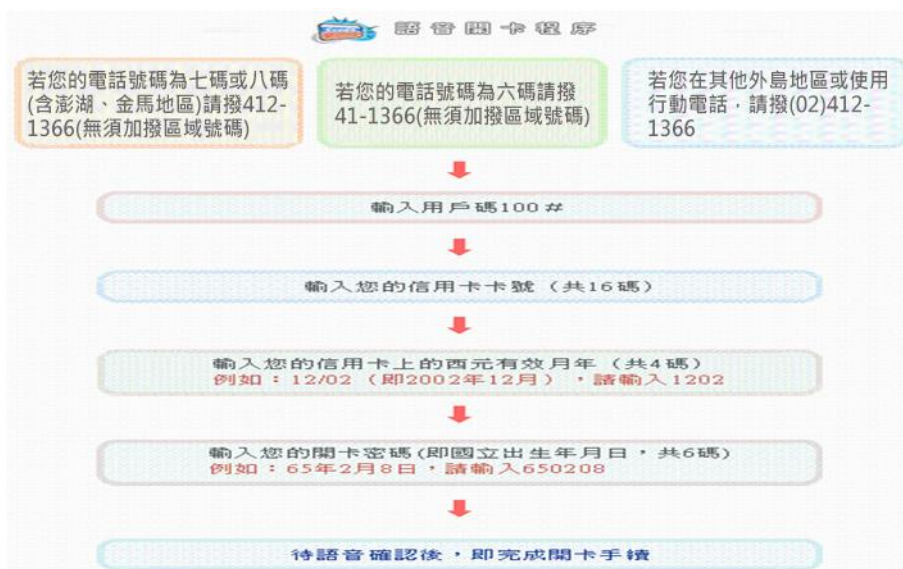 語音開卡程序
若您的電話號碼為七碼或八碼
(含澎湖、金馬地區)請撥412-
1366(無須加撥區域號碼)
若您的電話號碼為六碼請撥
41-1366(無須加撥區域號碼)
若您在其他外島地區或使用
行動電話，請撥(02)412-
1366
輸入用戶碼100#
輸入您的信用卡卡號（共16碼）
輸入您的信用卡上的西元有效月年（共4碼）
例如：12/02（即2002年12月），請輸入1202
輸入您的開卡密碼(即國立出生年月日，共6碼)
例如：65年2月8日，請輸入650208
待語音確認後，即完成開卡手續